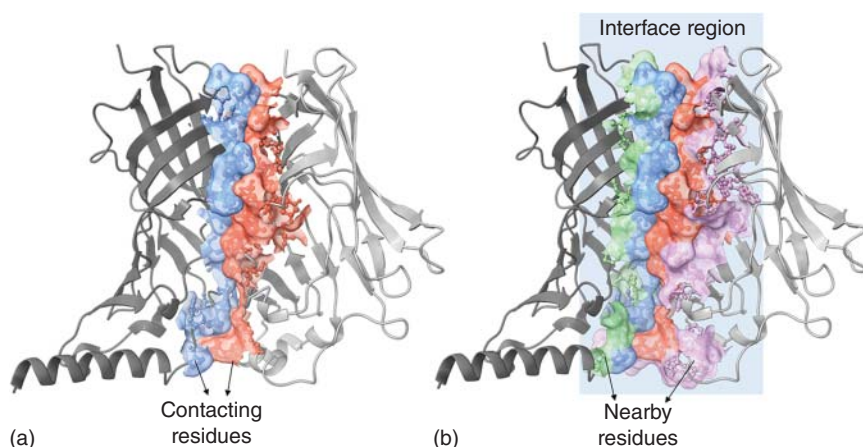 Interface region
Contacting
residues
Nearby
residues
(a)
(b)